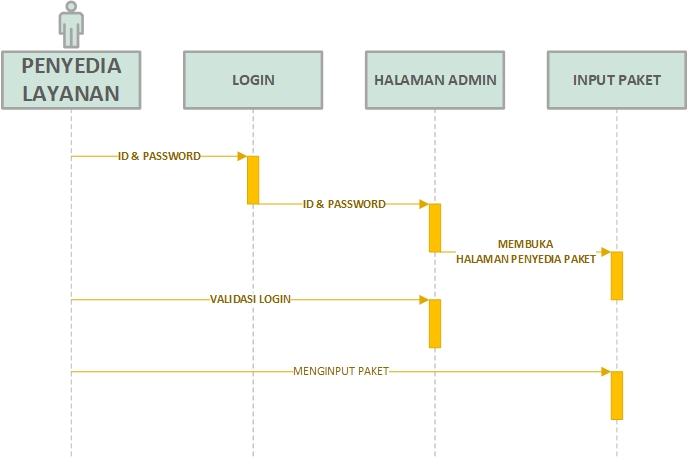 PENYEDIA
LAYANAN
LOGIN
HALAMAN ADMIN
INPUT PAKET
ID & PASSWORD
ID & PASSWORD
MEMBUKA
HALAMAN PENYEDIA PAKET
VALIDASI LOGIN
MENGINPUT PAKET